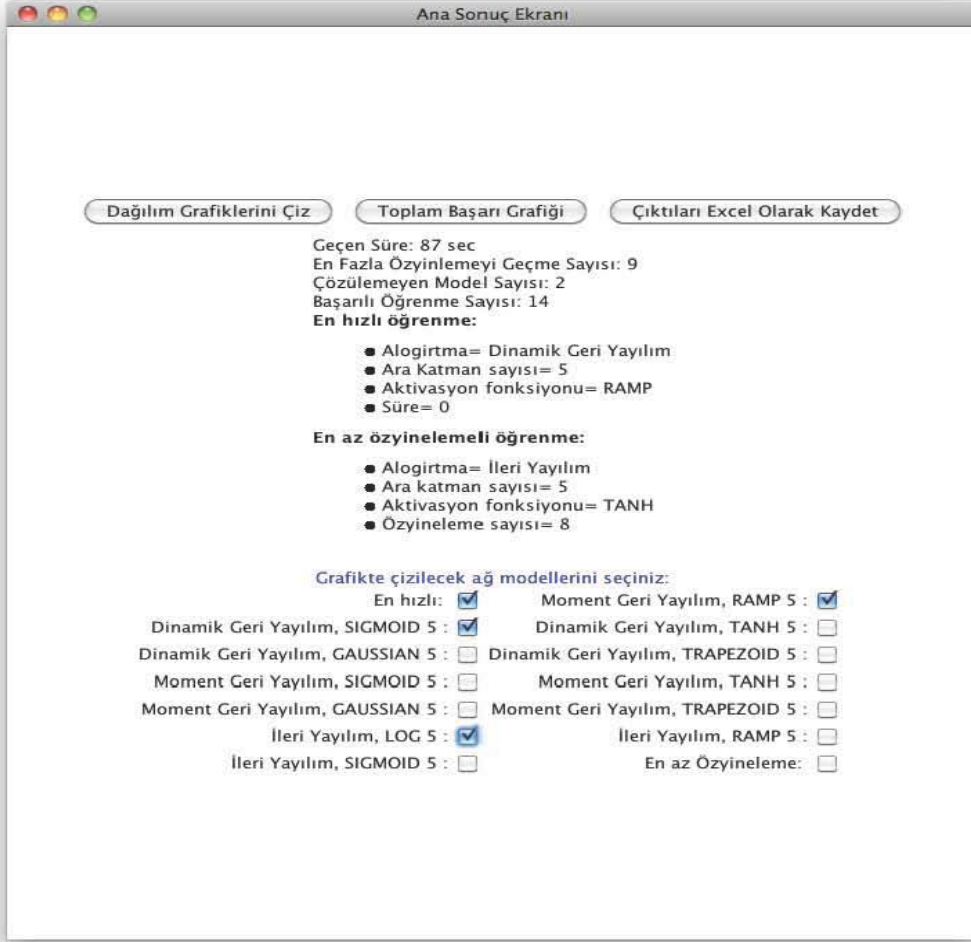 Ana Sonuç Ekranı
Dağılım Grafiklerini Çiz
Toplam Başarı Grafiği
Çıktıları Excel Olarak Kaydet
Geçen Süre: 87 sec
En Fazla Özyinlemeyi Geçme Sayısı: 9
Çözülemeyen Model Sayısı: 2
Başarılı Öğrenme Sayısı: 14
En hızlı öğrenme:
Alogirtma= Dinamik Geri Yayılım
Ara Katman sayısı= 5
Aktivasyon fonksiyonu= RAMP
Süre= 0
En az özyinelemeli öğrenme:
Alogirtma= İleri Yayılım
Ara katman sayısı= 5
Aktivasyon fonksiyonu= TANH
Özyineleme sayısı= 8
Grafikte çizilecek ağ modellerini seçiniz:
En hızlı:
Moment Geri Yayılım, RAMP 5 :
Dinamik Geri Yayılım, SIGMOID 5 :
Dinamik Geri Yayılım, TANH 5 :
Dinamik Geri Yayılım, GAUSSIAN 5 :
Dinamik Geri Yayılım, TRAPEZOID 5 :
Moment Geri Yayılım, SIGMOID 5 :
Moment Geri Yayılım, TANH 5 :
Moment Geri Yayılım, GAUSSIAN 5 :
Moment Geri Yayılım, TRAPEZOID 5 :
İleri Yayılım, LOG 5 :
İleri Yayılım, RAMP 5 :
İleri Yayılım, SIGMOID 5 :
En az Özyineleme: